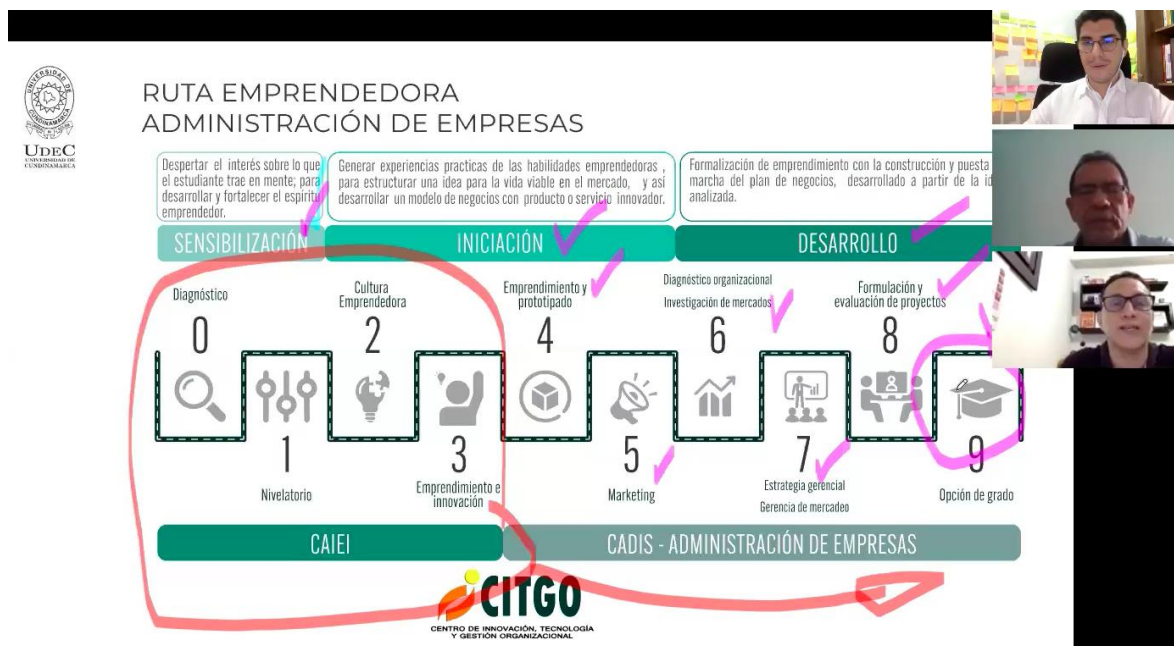 UNIVERSIDAD DE
CUNDINAMARCA
UDEC
UNIVERSIDAD DE
CUNDINAMARCA
RUTA EMPRENDEDORA
ADMINISTRACIÓN DE EMPRESAS
Despertar el interés sobre lo que
el estudiante trae en mente; para
desarrollar y fortalecer el espíritu
emprendedor.
Generar experiencias practicas de las habilidades emprendedoras ,
para estructurar una idea para la vida viable en el mercado, y así
desarrollar un modelo de negocios con producto o servicio innovador.
Formalización de emprendimiento con la construcción y puesta
marcha del plan de negocios, desarrollado a partir de la
analizada.
SENSIBILIZACIÓN
INICIACIÓN
DESARROLLO
Diagnóstico
0
Cultura
Emprendedora
2
Emprendimiento y
prototipado
4
Diagnóstico organizacional
Investigación de mercados
6
Formulación y
evaluación de proyectos
8
1
Nivelatorio
3
Emprendimiento e
innovación
5
Marketing
7
Estrategia gerencial
Gerencia de mercadeo
9
Opción de grado
CAIEI
CADIS - ADMINISTRACIÓN DE EMPRESAS
CITGO
CENTRO DE INNOVACIÓN, TECNOLOGÍA
Y GESTIÓN ORGANIZACIONAL